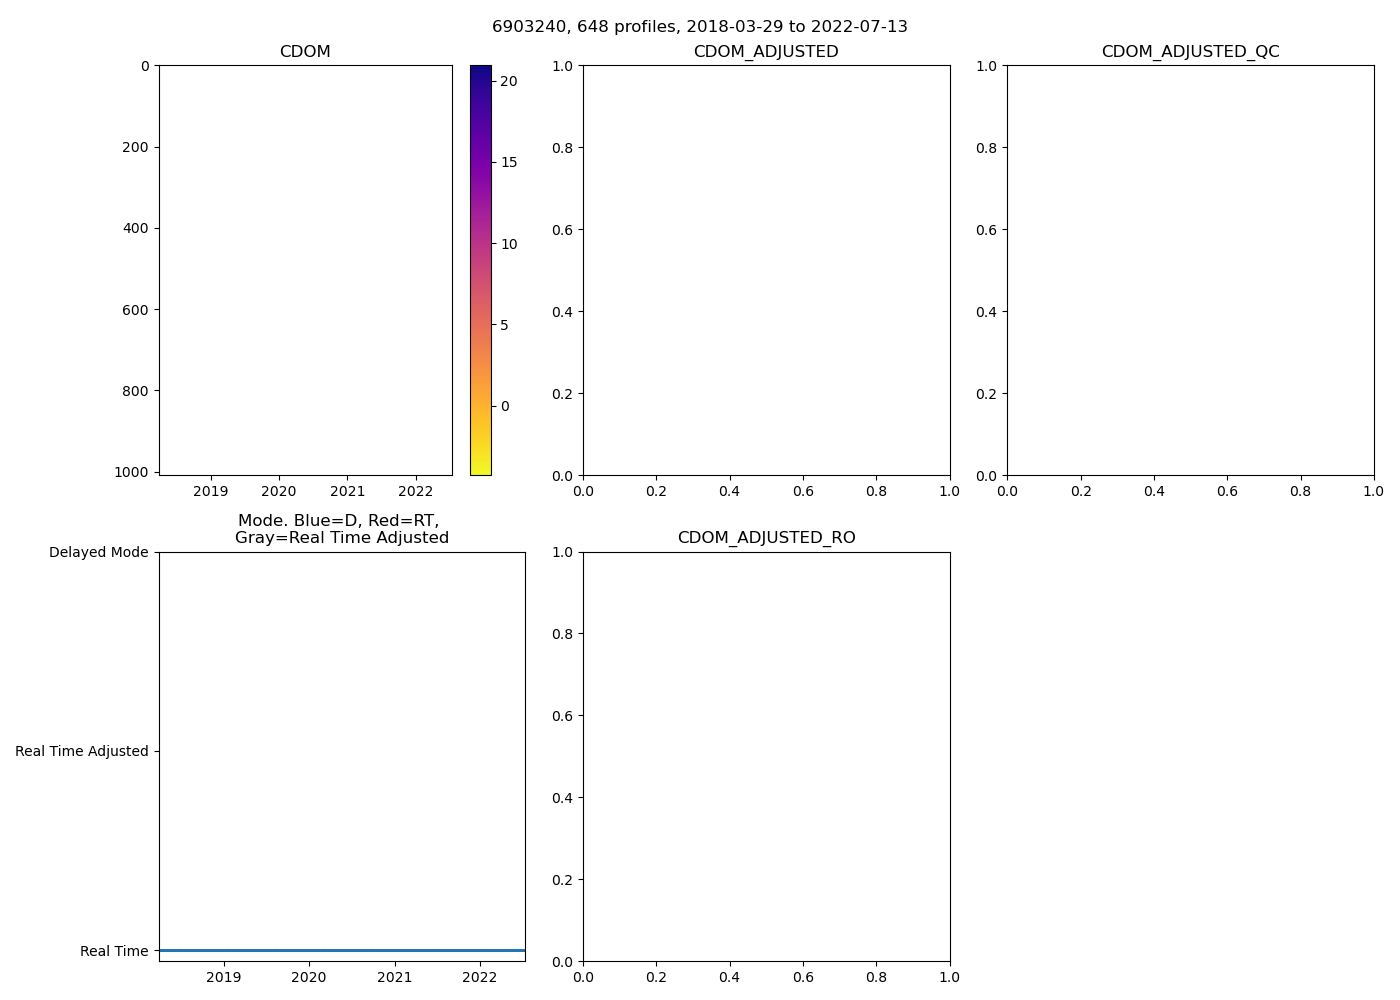 6903240, 648 profiles, 2018-03-29 to 2022-07-13
CDOM
0
200
400
600
800
1000
2019 2020 2021 2022
20
15
10
5
0
CDOM_ADJUSTED
1.0
0.8
0.6
0.4
0.2
0.0
0.0 0.2 0.4 0.6 0.8 1.0
CDOM_ADJUSTED_QC
1.0
0.8
0.6
0.4
0.2
0.0
0.0 0.2 0.4 0.6 0.8 1.0
Mode. Blue=D, Red=RT,
Gray=Real Time Adjusted
Delayed Mode
Real Time Adjusted
Real Time
2019 2020 2021 2022
CDOM_ADJUSTED_RO
1.0
0.8
0.6
0.4
0.2
0.0
0.0 0.2 0.4 0.6 0.8 1.0